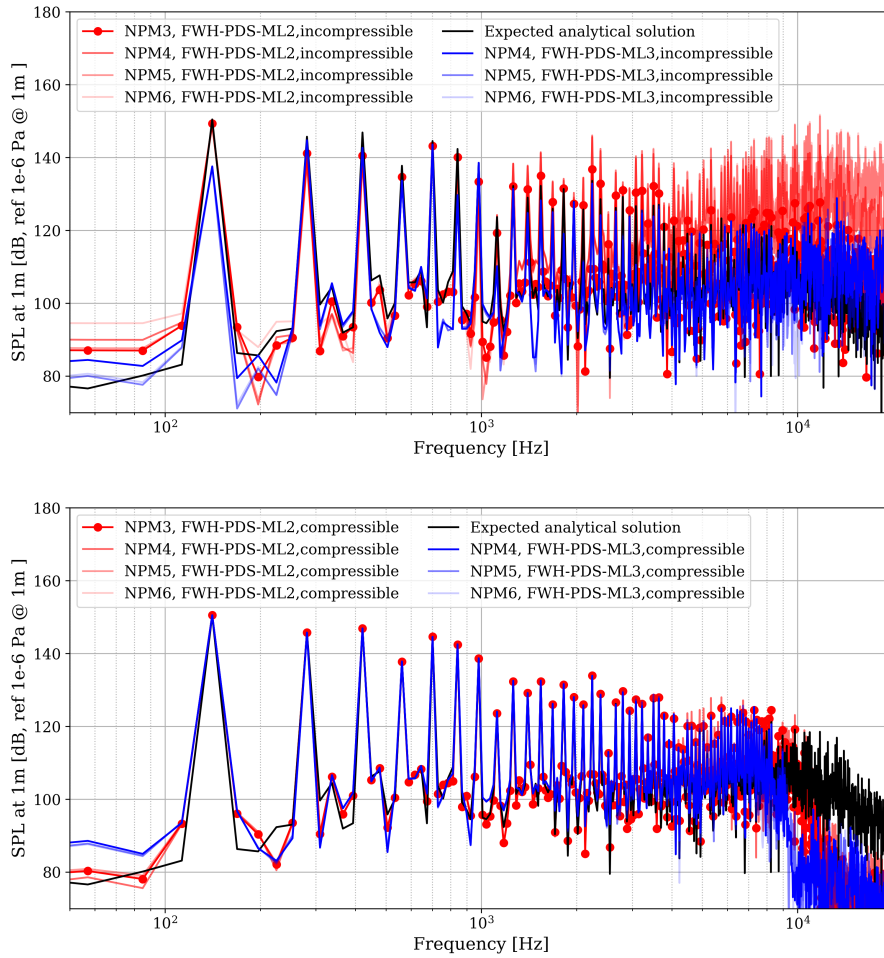 180
160
140
120
100
80
SPL at 1m [dB, ref 1e-6 Pa @ 1m ]
NPM3, FWH-PDS-ML2,incompressible
NPM4, FWH-PDS-ML2,incompressible
NPM5, FWH-PDS-ML2,incompressible
NPM6, FWH-PDS-ML2,incompressible
Expected analytical solution
NPM4, FWH-PDS-ML3,incompressible
NPM5, FWH-PDS-ML3,incompressible
NPM6, FWH-PDS-ML3,incompressible
10² 10³ 10⁴
Frequency [Hz]
180
160
140
120
100
80
SPL at 1m [dB, ref 1e-6 Pa @ 1m ]
NPM3, FWH-PDS-ML2,compressible
NPM4, FWH-PDS-ML2,compressible
NPM5, FWH-PDS-ML2,compressible
NPM6, FWH-PDS-ML2,compressible
Expected analytical solution
NPM4, FWH-PDS-ML3,compressible
NPM5, FWH-PDS-ML3,compressible
NPM6, FWH-PDS-ML3,compressible
10² 10³ 10⁴
Frequency [Hz]